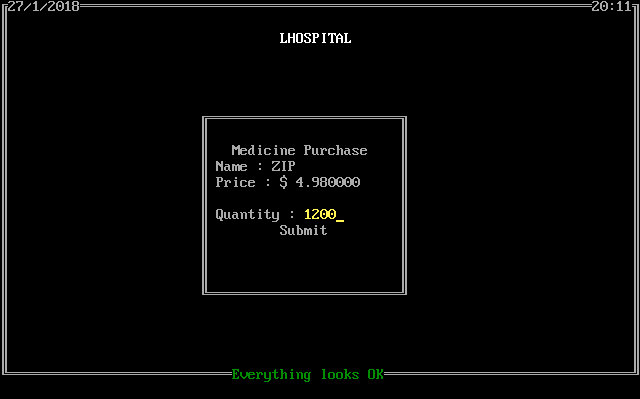 27/1/2018 20:11
LHOSPITAL
Medicine Purchase
Name : ZIP
Price : $ 4.980000
Quantity : 1200_
Submit
Everything looks OK